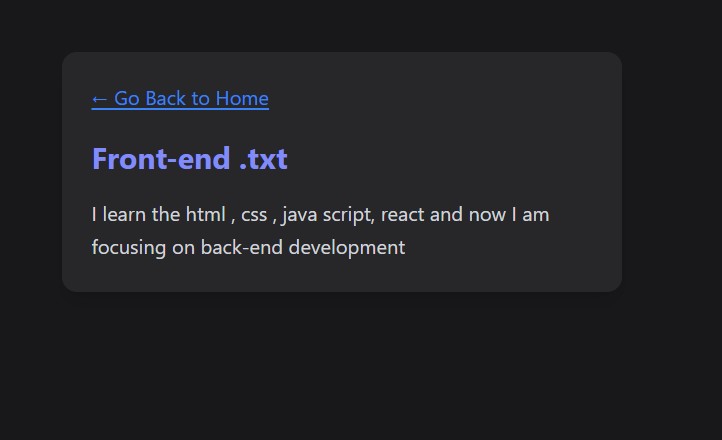 ← Go Back to Home
Front-end .txt
I learn the html , css , java script, react and now I am
focusing on back-end development